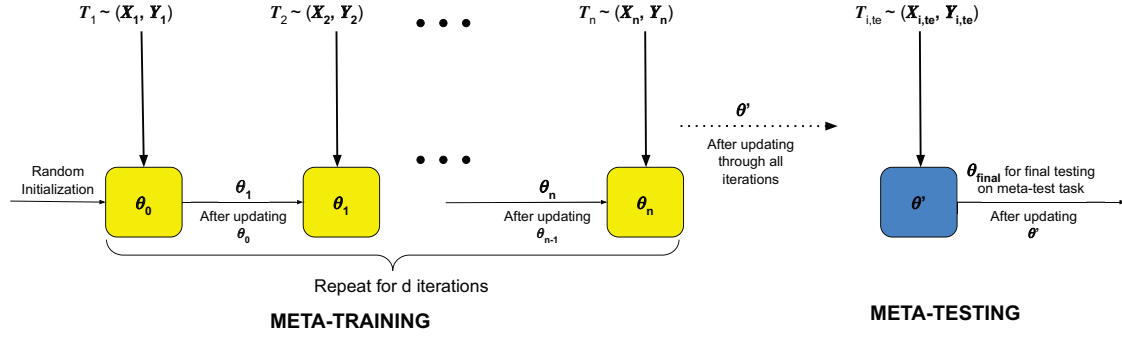 T1 ~ (X1, Y1)
T2 ~ (X2, Y2)
• • •
Tn ~ (Xn, Yn)
Ti,te ~ (Xi,te, Yi,te)
Random
Initialization
θ0
θ1
After updating
θ0
θ1
• • •
θn
After updating
θn-1
θn
θ'
After updating
through all
iterations
θ'
θfinal for final testing
on meta-test task
After updating
θ'
Repeat for d iterations
META-TRAINING
META-TESTING